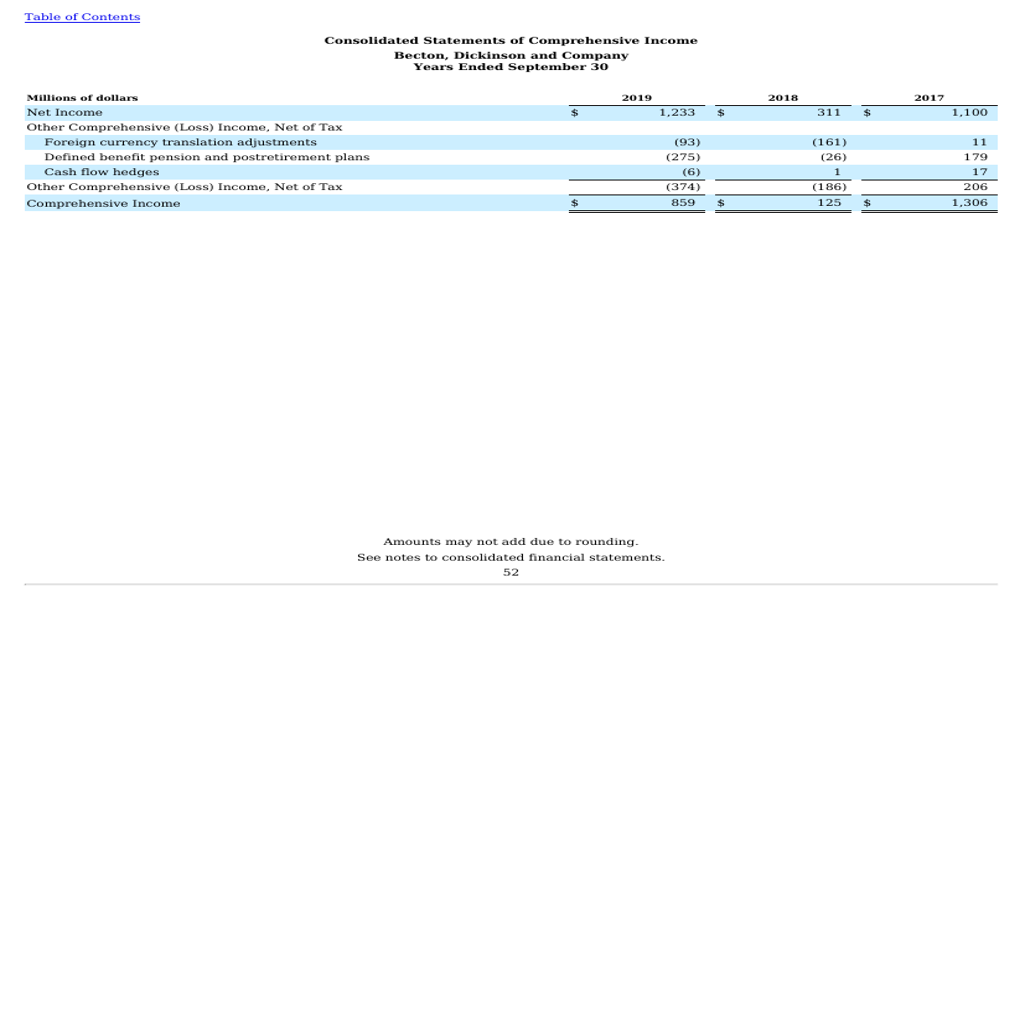 Table of Contents
Consolidated Statements of Comprehensive Income
Becton, Dickinson and Company
Years Ended September 30
Millions of dollars 2019 2018 2017
Net Income $ 1,233 $ 311 $ 1,100
Other Comprehensive (Loss) Income, Net of Tax
Foreign currency translation adjustments (93) (161) 11
Defined benefit pension and postretirement plans (275) (26) 179
Cash flow hedges (6) 1 17
Other Comprehensive (Loss) Income, Net of Tax (374) (186) 206
Comprehensive Income $ 859 $ 125 $ 1,306
Amounts may not add due to rounding.
See notes to consolidated financial statements.
52